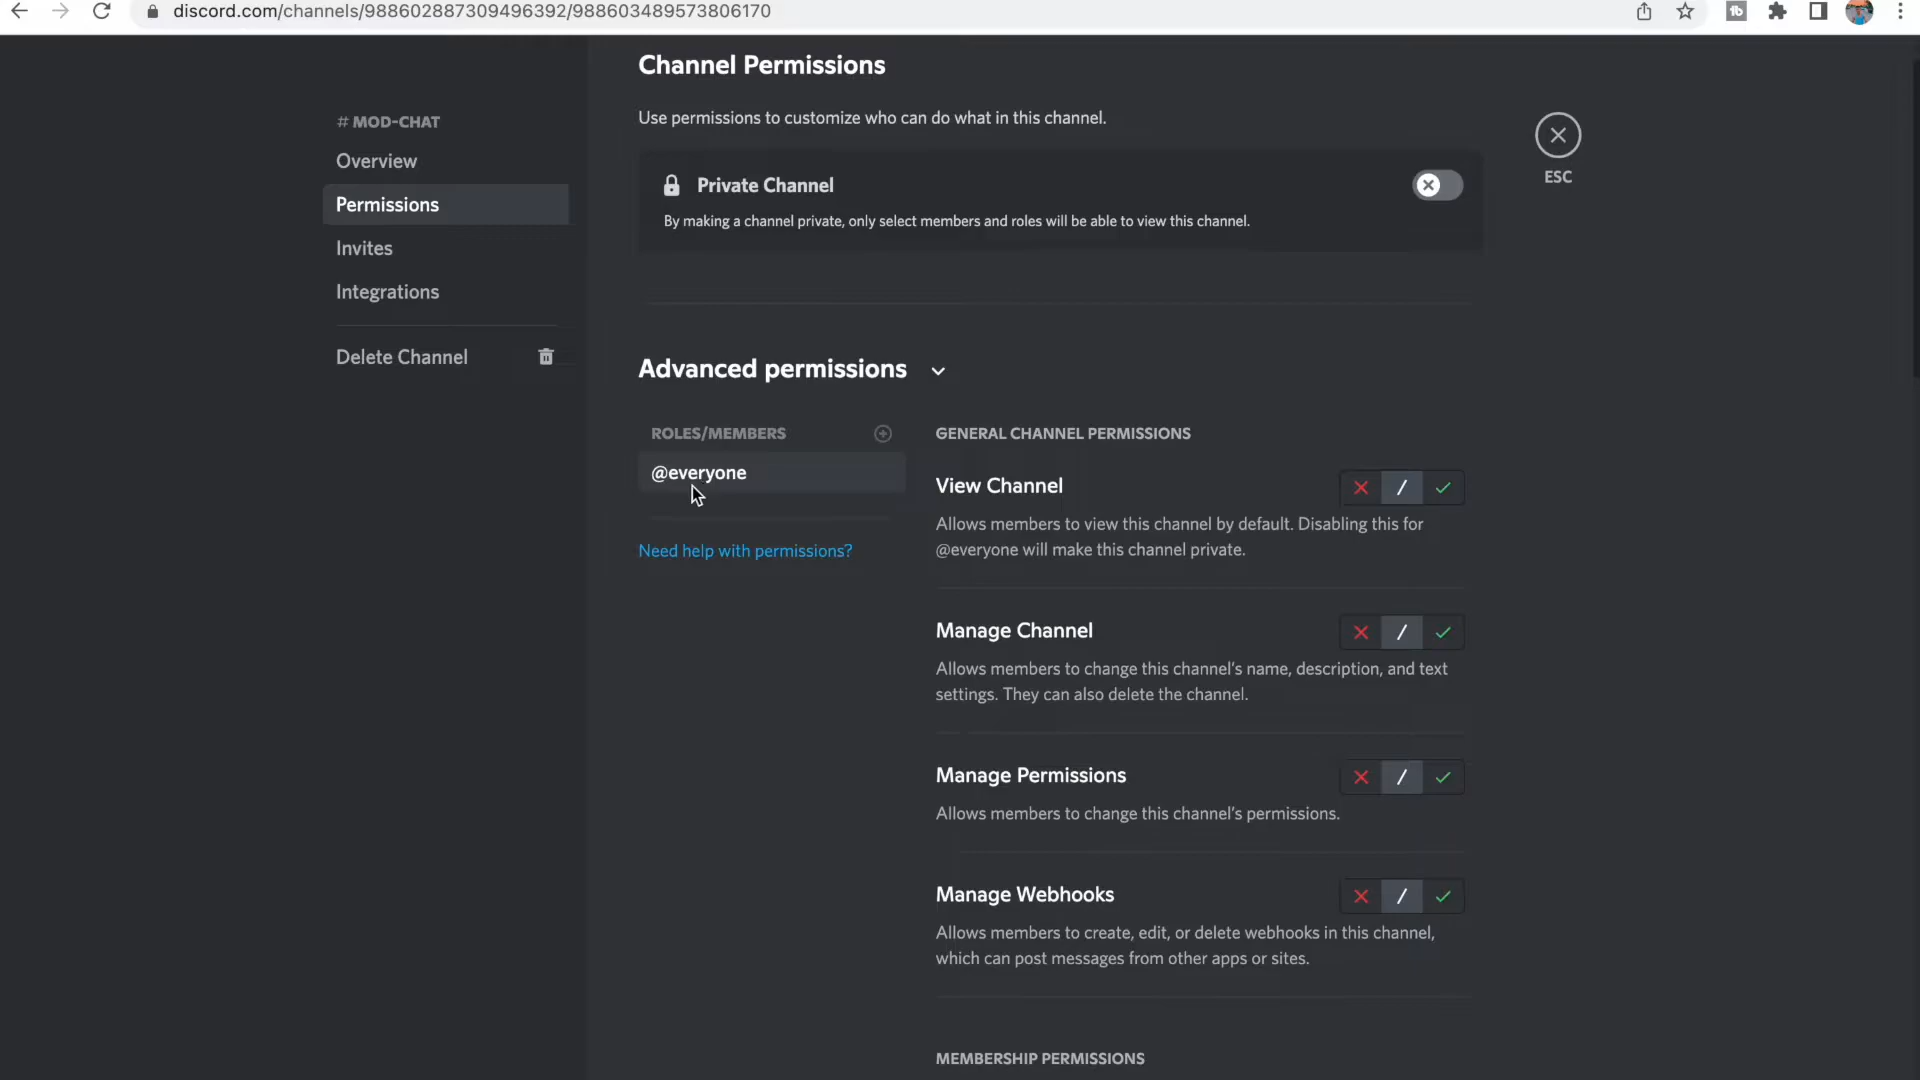 discord.com/channels/988602887309496392/988603489573806170
# MOD-CHAT
Overview
Permissions
Invites
Integrations
Delete Channel
Channel Permissions
Use permissions to customize who can do what in this channel.
Private Channel
By making a channel private, only select members and roles will be able to view this channel.
ESC
Advanced permissions
ROLES/MEMBERS
@everyone
Need help with permissions?
GENERAL CHANNEL PERMISSIONS
View Channel
Allows members to view this channel by default. Disabling this for
@everyone will make this channel private.
Manage Channel
Allows members to change this channel's name, description, and text
settings. They can also delete the channel.
Manage Permissions
Allows members to change this channel's permissions.
Manage Webhooks
Allows members to create, edit, or delete webhooks in this channel,
which can post messages from other apps or sites.
MEMBERSHIP PERMISSIONS